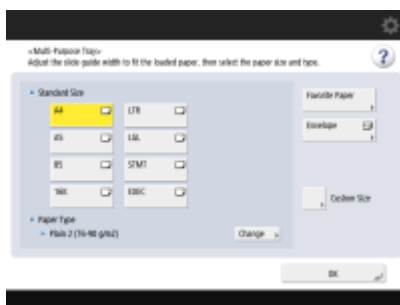 <Multi-Purpose Tray>
Adjust the slide guide width to fit the loaded paper, then select the paper size and type.
?
Standard Size
A4
LTR
A5
LGL
B5
STMT
16K
EXEC
Favorite Paper
Envelope
Custom Size
Paper Type
Plain 2 (76-90 g/m2)
Change
OK